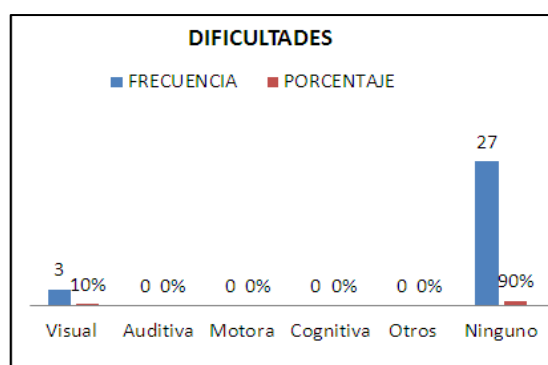 DIFICULTADES
FRECUENCIA PORCENTAJE
27
3 10% 0 0% 0 0% 0 0% 0 0% 90%
Visual Auditiva Motora Cognitiva Otros Ninguno